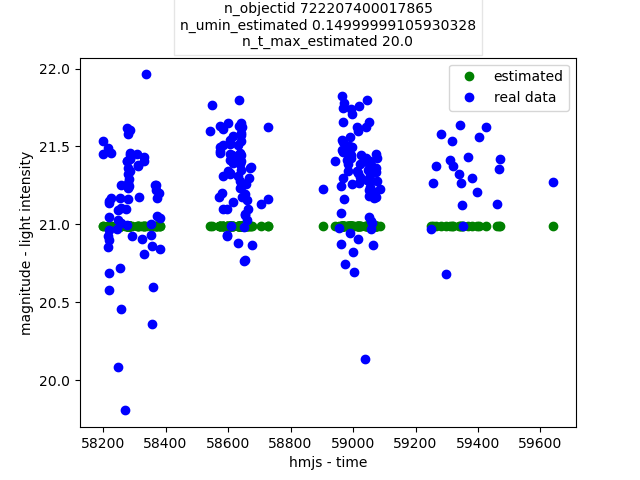 n_objectid 722207400017865
n_umin_estimated 0.14999999105930328
n_t_max_estimated 20.0
22.0
estimated
real data
21.5
21.0
20.5
20.0
magnitude - light intensity
58200 58400 58600 58800 59000 59200 59400 59600
hmjs - time